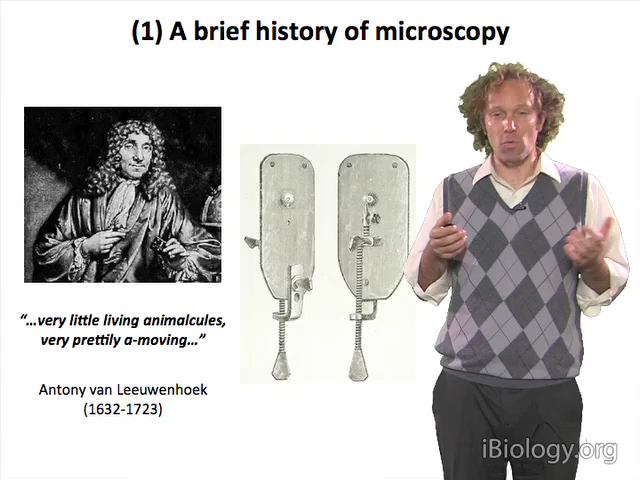 (1) A brief history of microscopy
“…very little living animalcules,
very prettily a-moving…”
Antony van Leeuwenhoek
(1632-1723)
iBiology.org